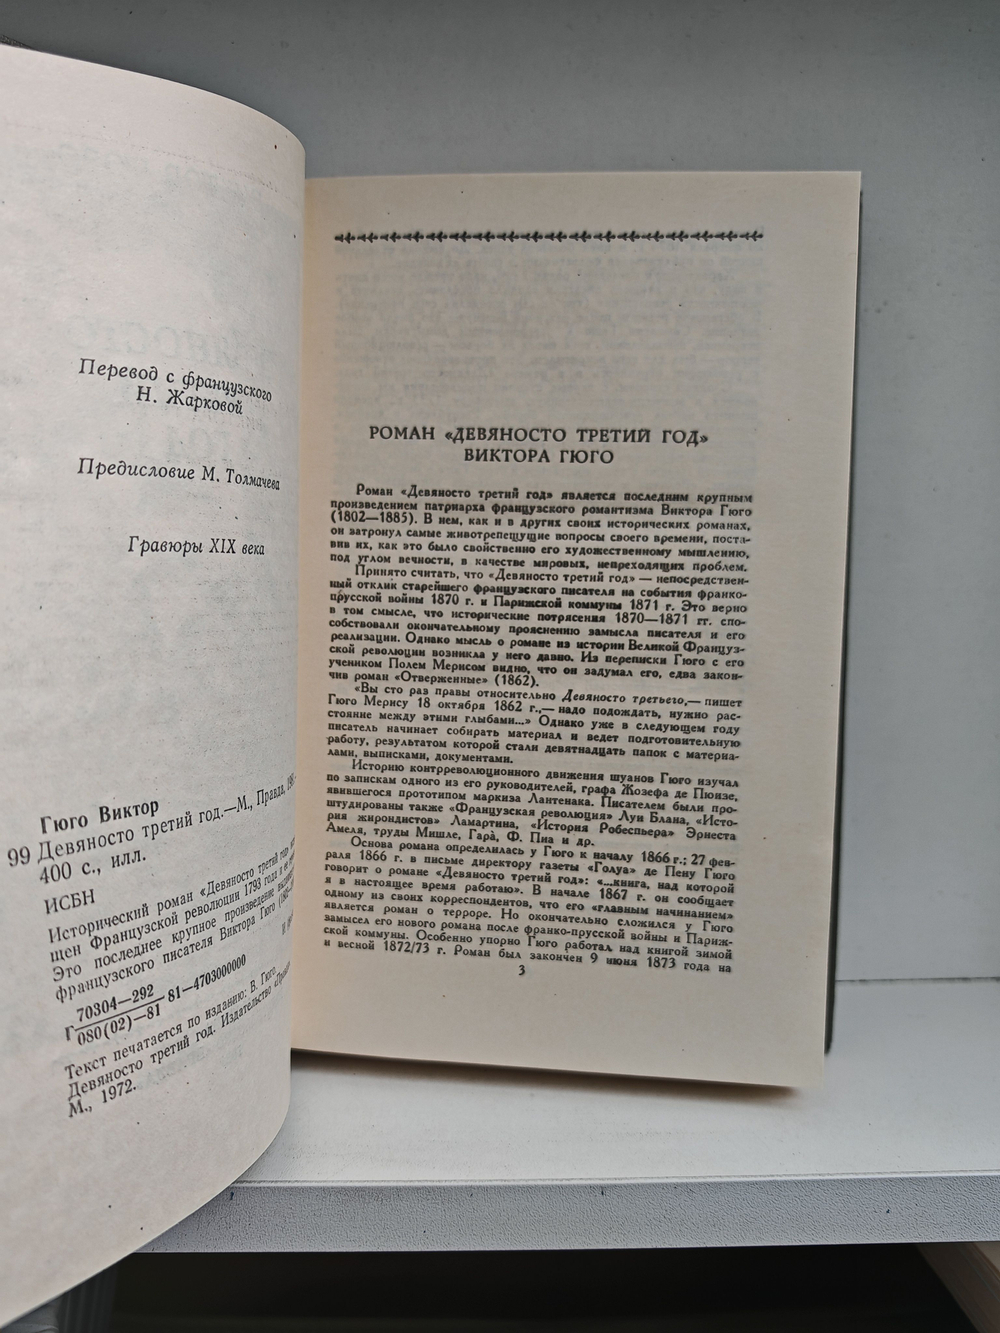 Перевод с французского
Н. Жарковой
Предисловие М. Толмачева
Гравюры XIX века
Гюго Виктор
99 Девяносто третий год.—М., Правда, 198
400 с., илл.
ИСБН
Исторический роман «Девяносто третий год»
щен Французской революции 1793 года и ее
Это последнее крупное произведение
французского писателя Виктора Гюго
70304—292
Г 81—4703000000
080(02)—81
Текст печатается по изданию: В. Гюго
Девяносто третий год. Издательство
М., 1972.
РОМАН «ДЕВЯНОСТО ТРЕТИЙ ГОД»
ВИКТОРА ГЮГО
Роман «Девяносто третий год» является последним крупным
произведением патриарха французского романтизма Виктора Гюго
(1802—1885). В нем, как и в других своих исторических романах,
он затронул самые животрепещущие вопросы своего времени, поста-
вив их, как это было свойственно его художественному мышлению,
под углом вечности, в качестве мировых, непреходящих проблем.
Принято считать, что «Девяносто третий год» — непосредствен-
ный отклик старейшего французского писателя на события франко-
прусской войны 1870 г. и Парижской коммуны 1871 г. Это верно
в том смысле, что исторические потрясения 1870—1871 гг. спо-
собствовали окончательному прояснению замысла писателя и его
реализации. Однако мысль о романе из истории Великой Француз-
ской революции возникла у него давно. Из переписки Гюго с его
учеником Полем Мерисом видно, что он задумал его, едва закон-
чив роман «Отверженные» (1862).
«Вы сто раз правы относительно Девяносто третьего,— пишет
Гюго Мерису 18 октября 1862 г.,— надо подождать, нужно рас-
стояние между этими глыбами...» Однако уже в следующем году
писатель начинает собирать материал и ведет подготовительную
работу, результатом которой стали девятнадцать папок с материа-
лами, выписками, документами.
Историю контрреволюционного движения шуанов Гюго изучал
по запискам одного из его руководителей, графа Жозефа де Пюизе,
явившегося прототипом маркиза Лантенака. Писателем были про-
штудированы также «Французская революция» Луи Блана, «Исто-
рия жирондистов» Ламартина, «История Робеспьера» Эрнеста
Амеля, труды Мишле, Гара, Ф. Пиа и др.
Основа романа определилась у Гюго к началу 1866 г.; 27 фев-
раля 1866 г. в письме директору газеты «Голуа» де Пену Гюго
говорит о романе «Девяносто третий год»: «...книга, над которой
я в настоящее время работаю». В начале 1867 г. он сообщает
одному из своих корреспондентов, что его «главным начинанием»
является роман о терроре. Но окончательно сложился у Гюго
замысел его нового романа после франко-прусской войны и Париж-
ской коммуны. Особенно упорно Гюго работал над книгой зимой
и весной 1872/73 г. Роман был закончен 9 июня 1873 года на
3